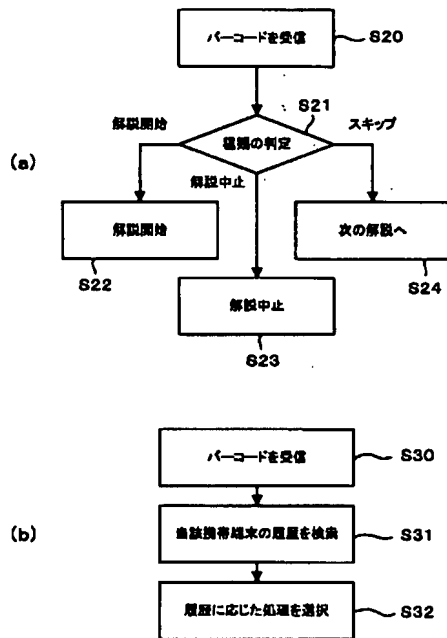 バーコードを受信
S20
S21
解説開始
スキップ
種類の判定
(a)
解説中止
解説開始
次の解説へ
S22
S24
解説中止
S23
バーコードを受信
S30
(b)
当該携帯端末の履歴を検索
S31
履歴に応じた処理を選択
S32